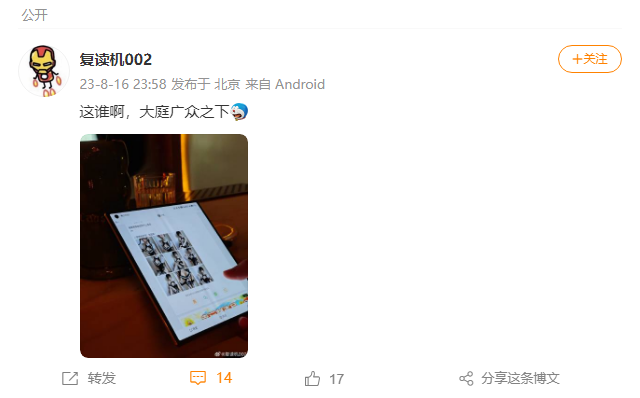 公开
复读机002
+关注
23-8-16 23:58 发布于 北京 来自 Android
这谁啊，大庭广众之下
转发
14
17
分享这条博文